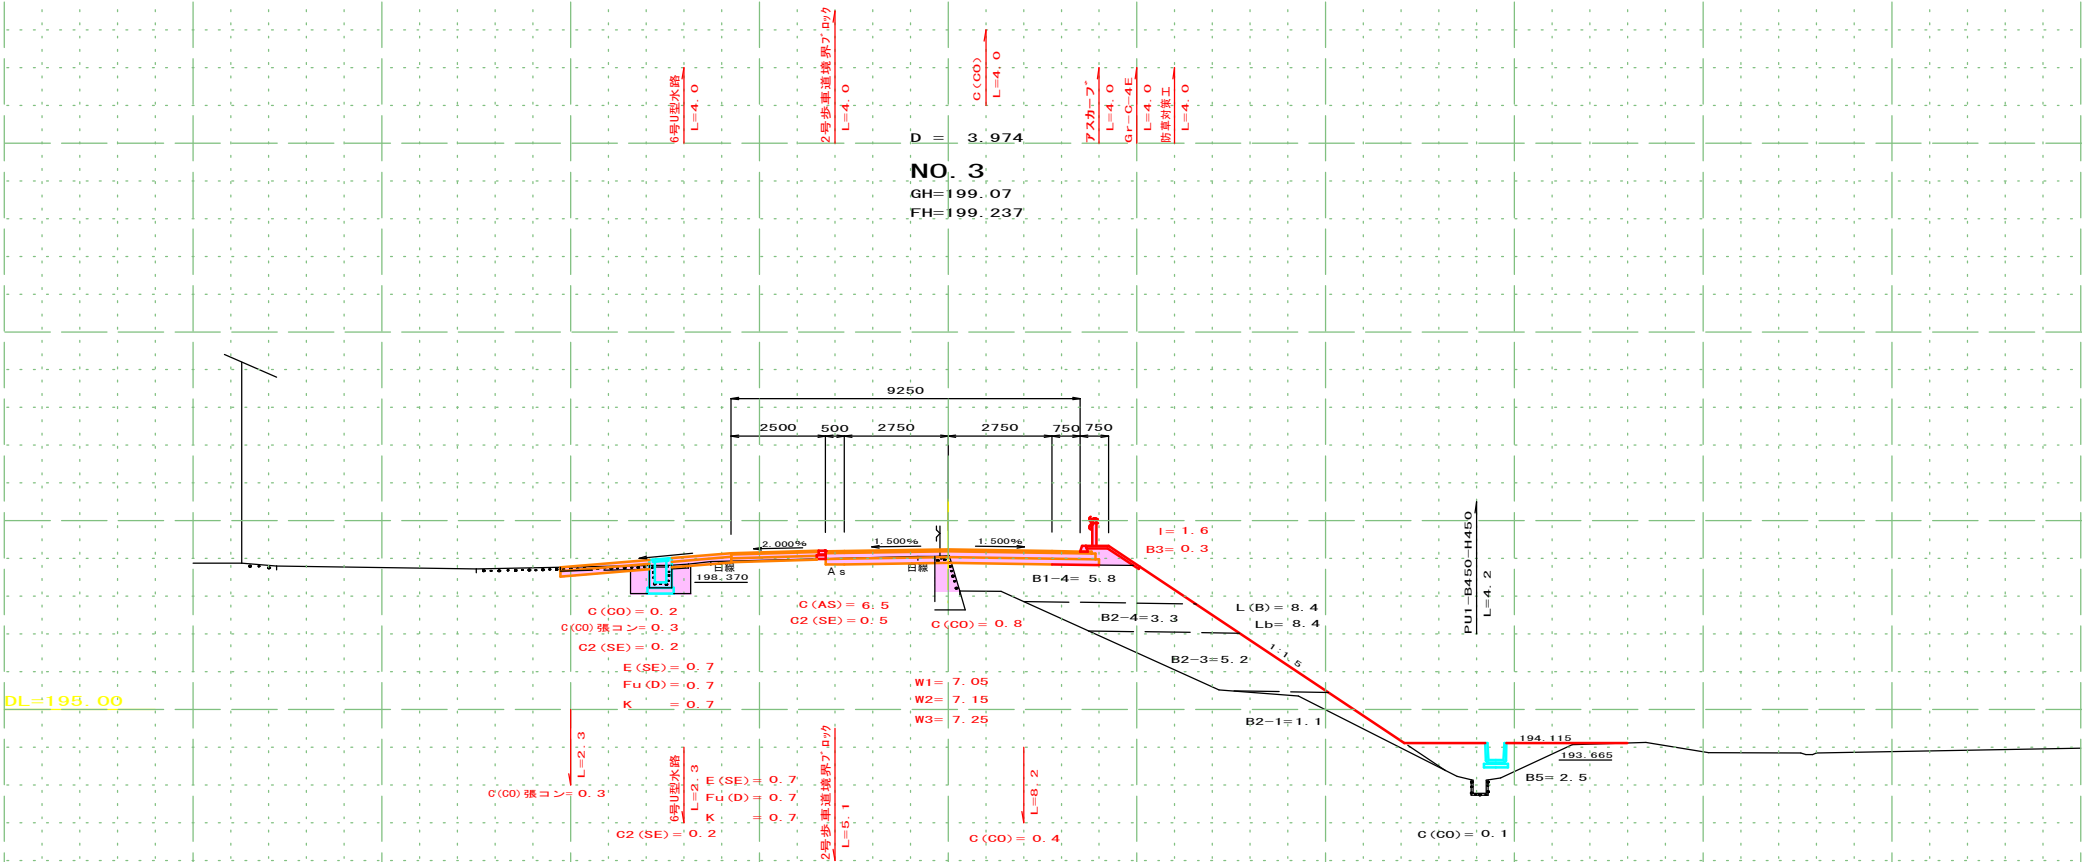 6号U型水路
L=4.0
2号歩車道境界ブロック
L=4.0
C(CO)
L=4.0
アスカーブ
L=4.0
Gr-C-4E
L=4.0
防草対策工
L=4.0
D = 3.974
NO.3
GH=199.07
FH=199.237
9250
2500 500 2750 2750 750 750
2.000% 1.500% 1.500%
I= 1.6
B3= 0.3
198.370
As
B1-4= 5.8
C(CO)= 0.2
C(CO)張コン= 0.3
C2(SE)= 0.2
E(SE)= 0.7
Fu(D)= 0.7
K = 0.7
C(AS)= 6.5
C2(SE)= 0.5
C(CO)= 0.8
B2-4=3.3
L(B)= 8.4
Lb= 8.4
1:1.5
B2-3=5.2
W1= 7.05
W2= 7.15
W3= 7.25
B2-1=1.1
PU1-B450-H450
L=4.2
194.115
193.665
B5= 2.5
DL=195.00
L=2.3
C(CO)張コン= 0.3
6号U型水路
L=2.3
E(SE)= 0.7
Fu(D)= 0.7
K = 0.7
C2(SE)= 0.2
2号歩車道境界ブロック
L=5.1
L=8.2
C(CO)= 0.4
C(CO)= 0.1